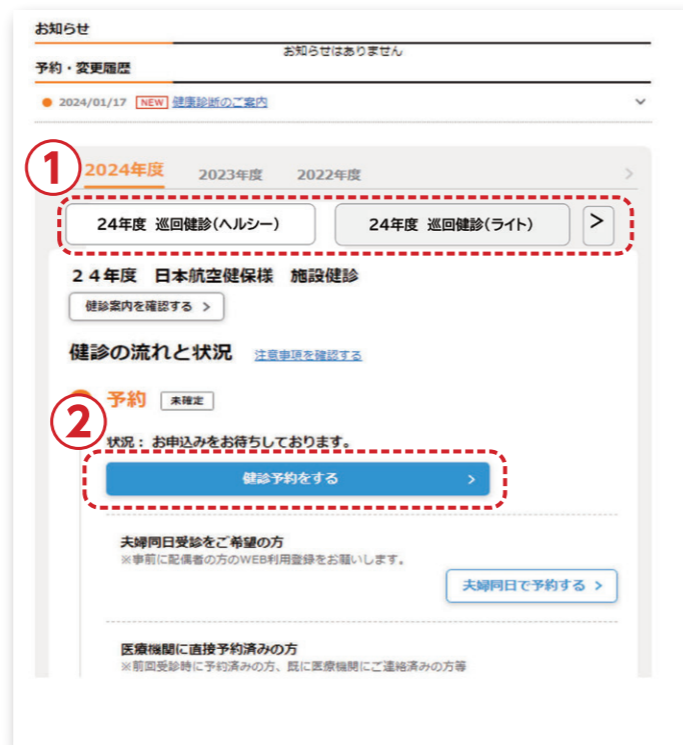 お知らせ
お知らせはありません
予約・変更履歴
2024/01/17 NEW 健康診断のご案内
①
2024年度 2023年度 2022年度 >
24年度 巡回健診(ヘルシー) 24年度 巡回健診(ライト) >
24年度 日本航空健保様 施設健診
健診案内を確認する >
健診の流れと状況 注意事項を確認する
予約 未確定
②
状況： お申込みをお待ちしております。
健診予約をする >
夫婦同日受診をご希望の方
※事前に配偶者の方のWEB利用登録をお願いします。
夫婦同日で予約する >
医療機関に直接予約済みの方
※前回受診時に予約済みの方、既に医療機関にご連絡済みの方等